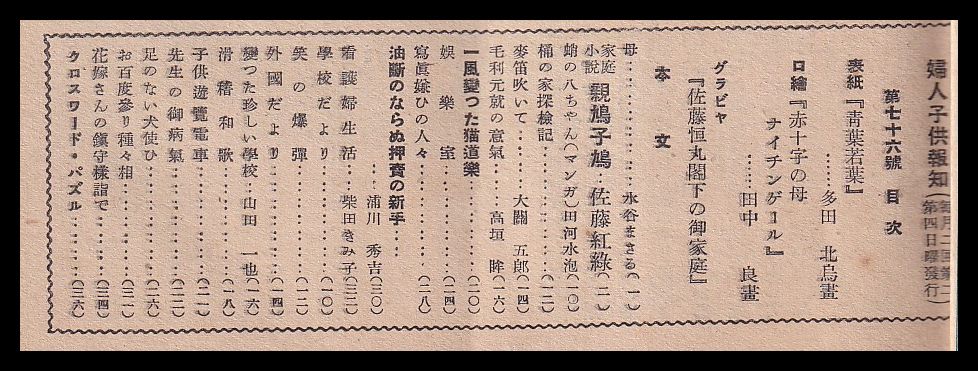 婦人子供報知(毎月二回第二第四日曜發行)
第七十六號 目次
表紙『靑葉若葉』
……多田 北烏畫
口繪『赤十字の母
ナイチンゲール』
……田中 良畫
グラビヤ
『佐藤恒丸閣下の御家庭』
本文
母……………水谷まさる(一)
家庭小説 親鳩子鳩…佐藤紅綠(二)
蛸の八ちゃん(マンガ)田河水泡(一〇)
桶の家探檢記……………(一二)
麥笛吹いて……大關 五郎(一四)
毛利元就の意氣……高垣 眸(一六)
一風變つた猫道樂……………(二〇)
娯樂室……………(二四)
寫眞嫌ひの人々……………(二八)
油斷のならぬ押賣の新手……
……浦川 秀吉(三〇)
看護婦生活……柴田きみ子(三二)
學校だより……………(一〇)
笑の爆彈……………(一二)
外國だより……………(一四)
變つた珍しい學校…山田 一也(一六)
滑稽和歌……………(一八)
子供遊覽電車……………(二一)
先生の御病氣……………(二二)
足のない犬使ひ……………(二六)
お百度參り種々相……………(三二)
花嫁さんの鎭守樣詣で……………(三四)
クロスワード・パズル……………(三六)